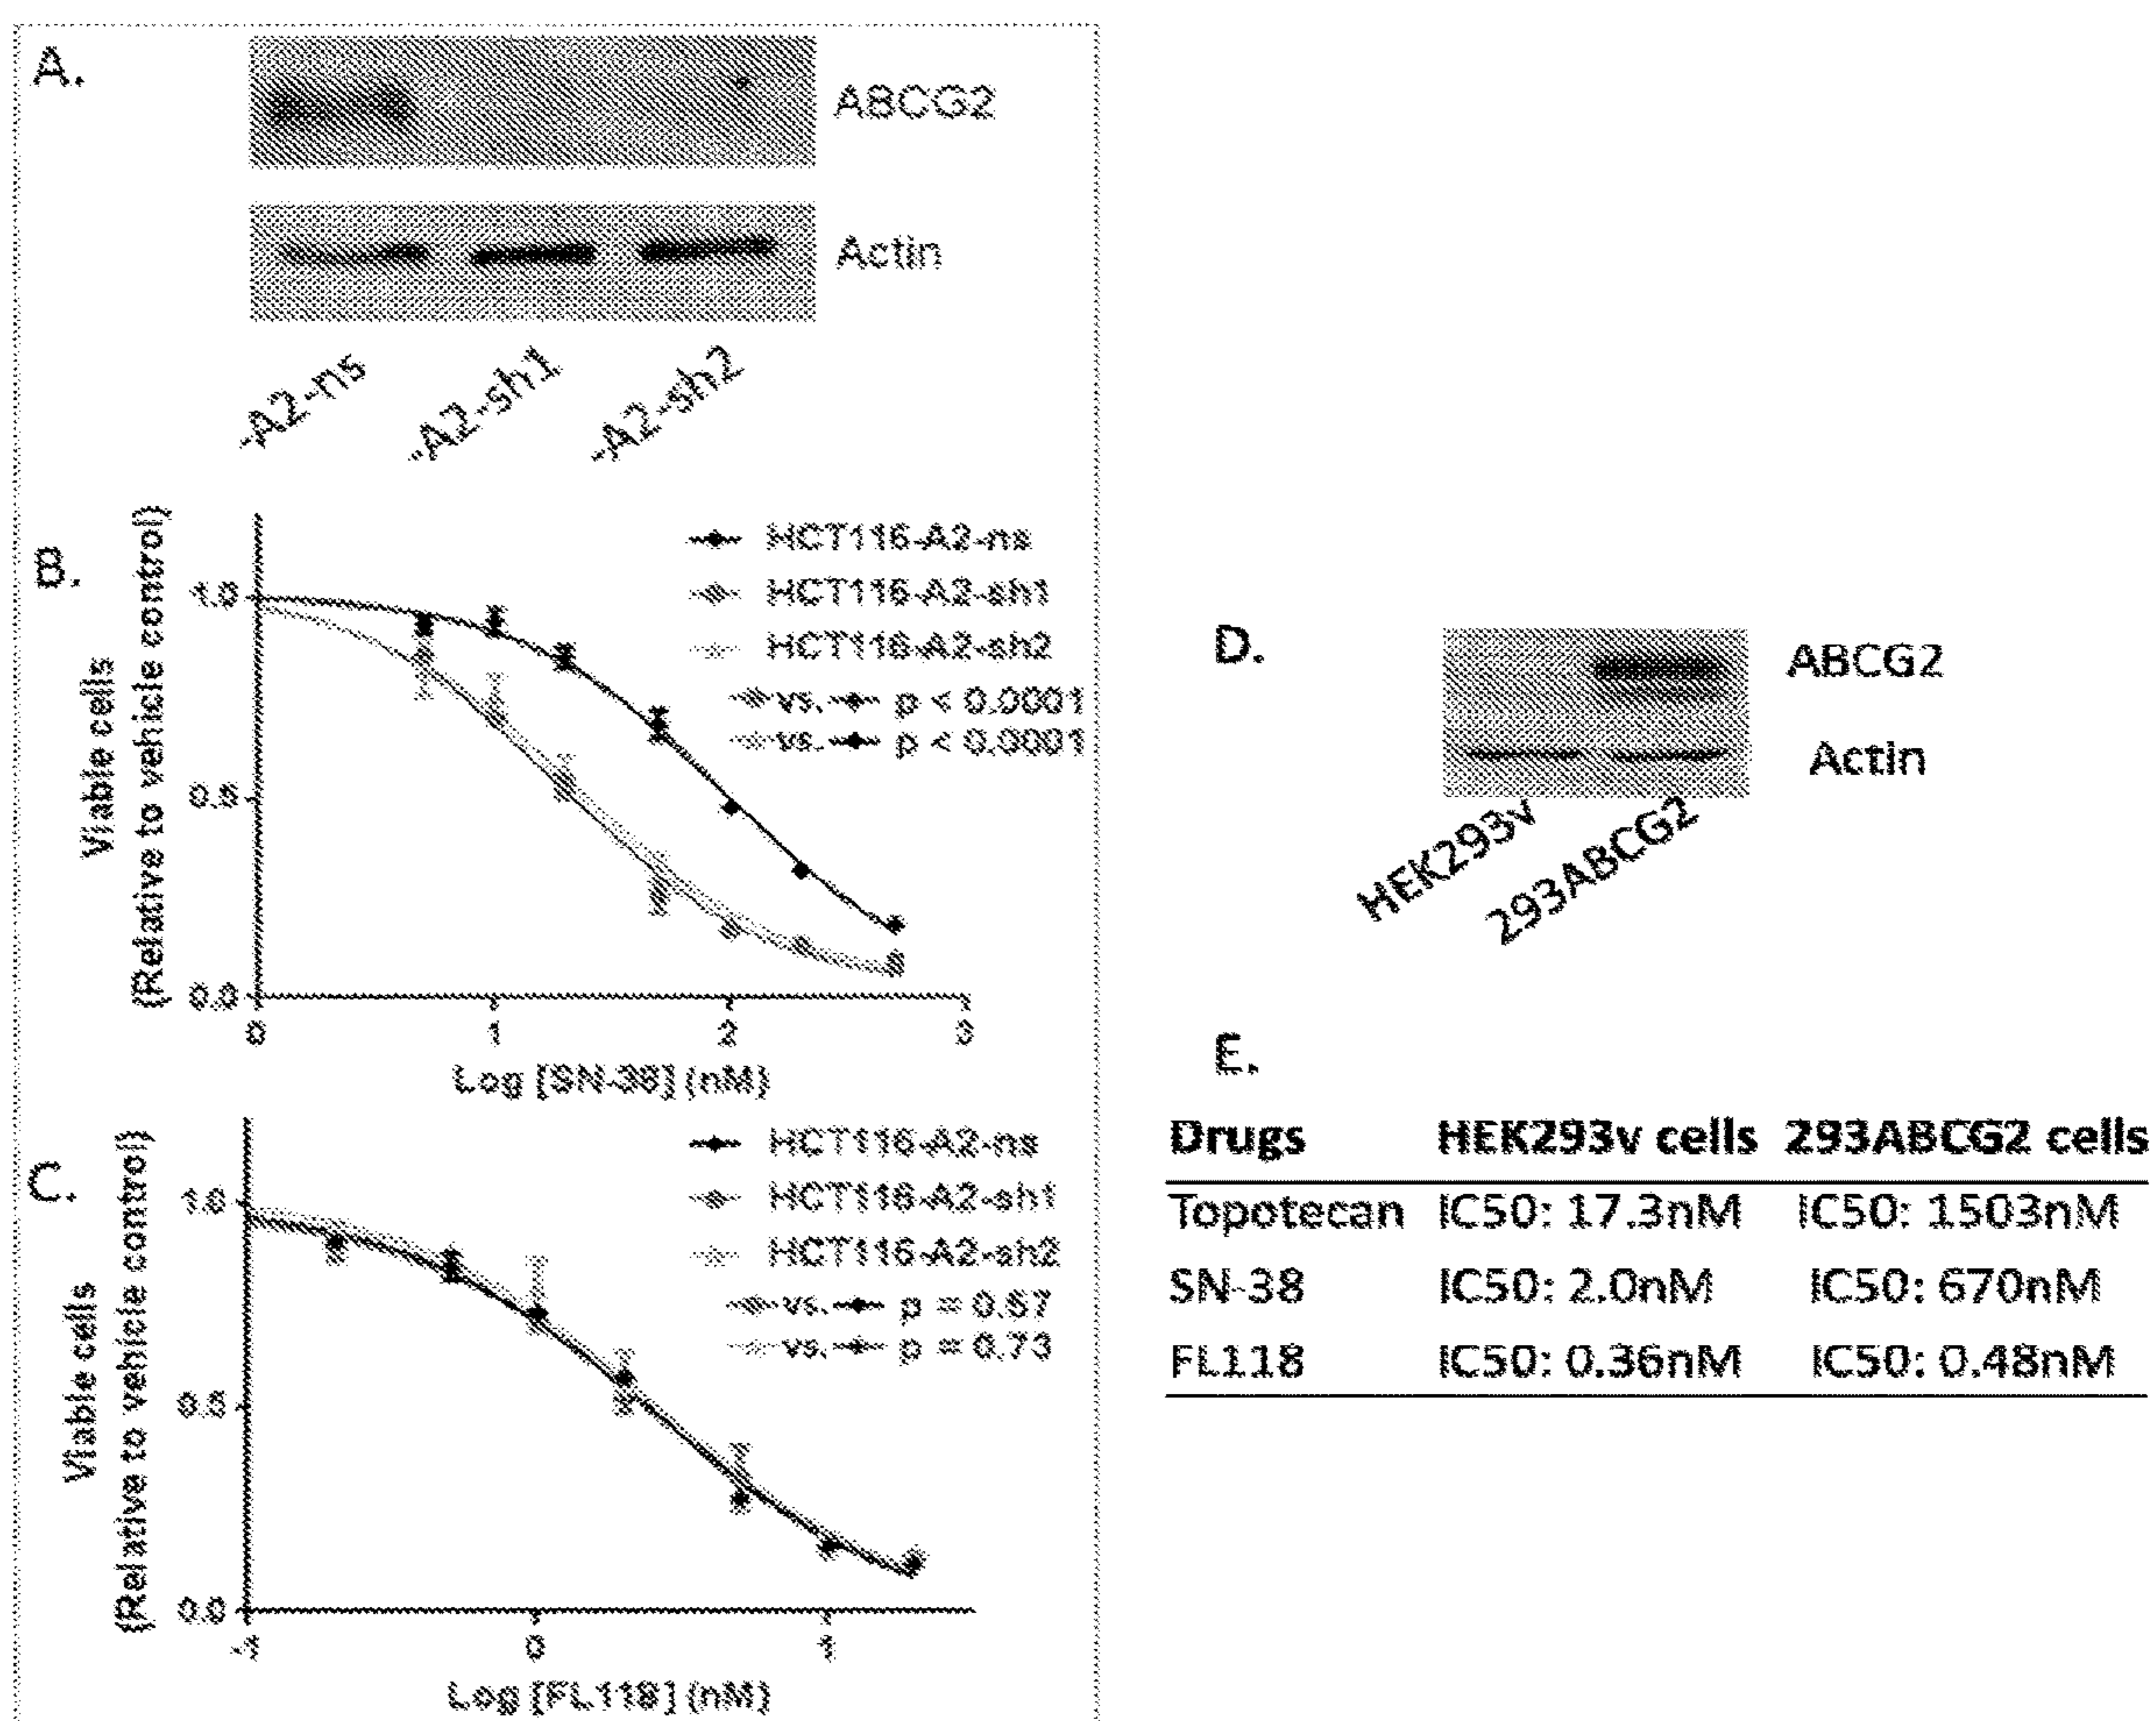 A.
ABCG2
Actin
-A2-ns
-A2-sh1
-A2-sh2
B.
Viable cells
(Relative to vehicle control)
1.0
0.5
0.0
0
1
2
3
Log [SN-38] (nM)
HCT116-A2-ns
HCT116-A2-sh1
HCT116-A2-sh2
vs. p < 0.0001
vs. p < 0.0001
C.
Viable cells
(Relative to vehicle control)
1.0
0.5
0.0
-1
0
1
Log [FL118] (nM)
HCT116-A2-ns
HCT116-A2-sh1
HCT116-A2-sh2
vs. p =
vs. p = 0.73
D.
ABCG2
Actin
HEK293v
293ABCG2
E.
Drugs HEK293v cells 293ABCG2 cells
Topotecan IC50: 17.3nM IC50: 1503nM
SN-38 IC50: 2.0nM IC50: 670nM
FL118 IC50: 0.36nM IC50: 0.48nM